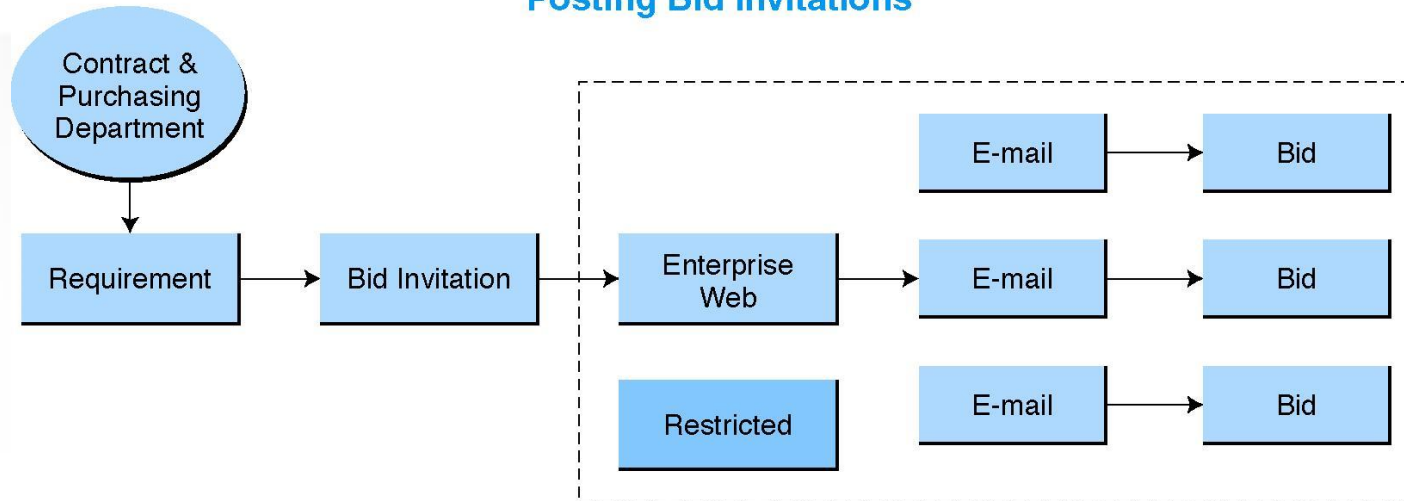 Posting Bid Invitations
Contract &
Purchasing
Department
Requirement
Bid Invitation
Enterprise
Web
Restricted
E-mail
Bid
E-mail
Bid
E-mail
Bid